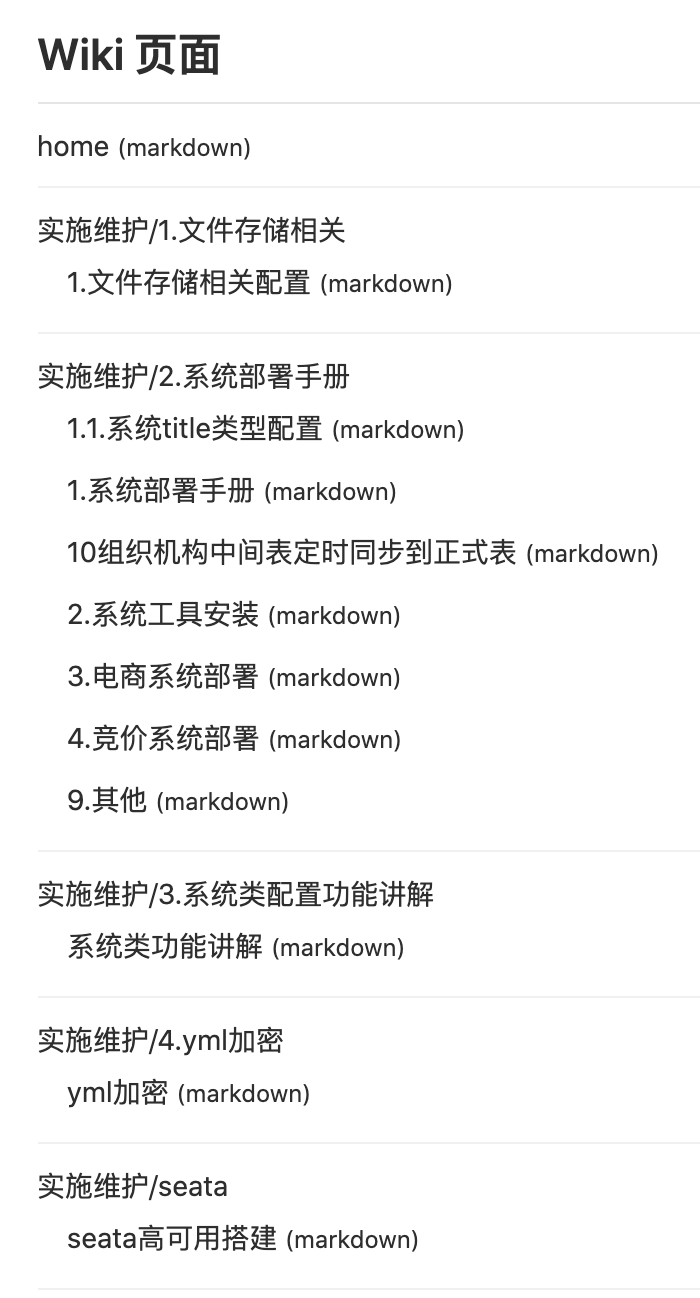 Wiki 页面
home (markdown)
实施维护/1.文件存储相关
1.文件存储相关配置 (markdown)
实施维护/2.系统部署手册
1.1.系统title类型配置 (markdown)
1.系统部署手册 (markdown)
10组织机构中间表定时同步到正式表 (markdown)
2.系统工具安装 (markdown)
3.电商系统部署 (markdown)
4.竞价系统部署 (markdown)
9.其他 (markdown)
实施维护/3.系统类配置功能讲解
系统类功能讲解 (markdown)
实施维护/4.yml加密
yml加密 (markdown)
实施维护/seata
seata高可用搭建 (markdown)